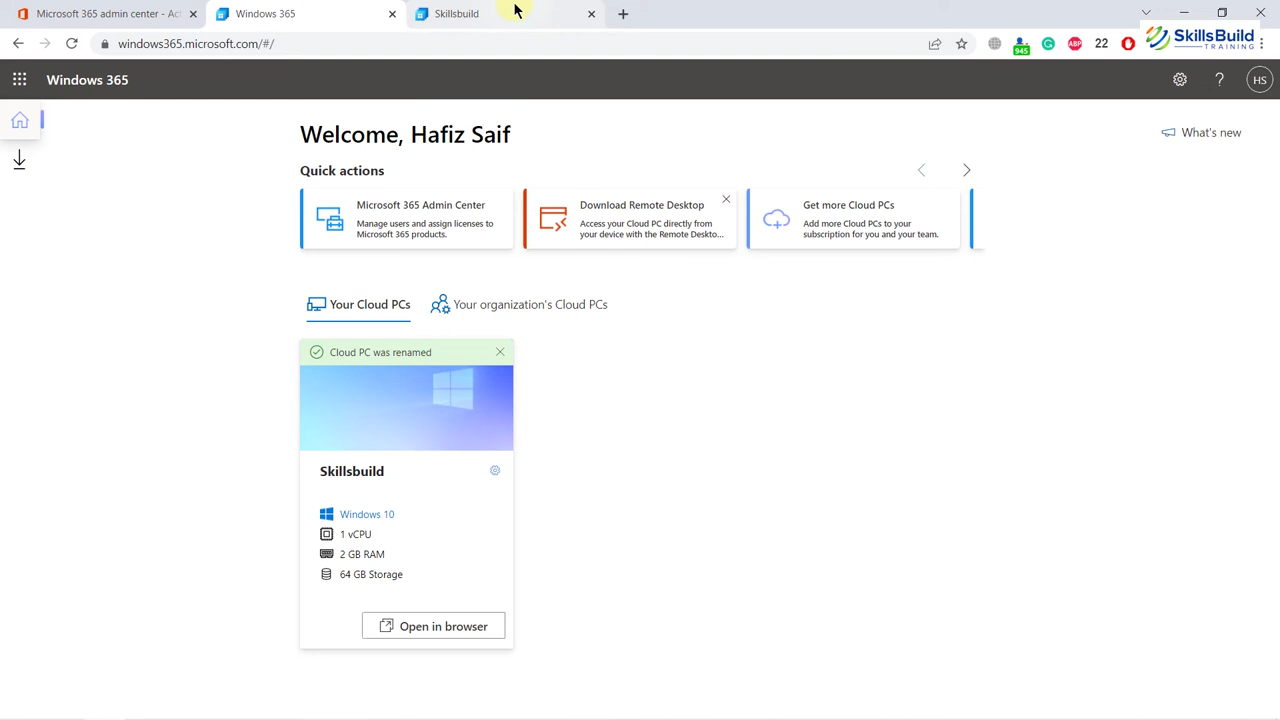 Microsoft 365 admin center - Ac
Windows 365
Skillsbuild
windows365.microsoft.com/#/
945
ABP
22
SkillsBuild
TRAINING
Windows 365
?
HS
Welcome, Hafiz Saif
What's new
Quick actions
Microsoft 365 Admin Center
Manage users and assign licenses to
Microsoft 365 products.
Download Remote Desktop
Access your Cloud PC directly from
your device with the Remote Deskto...
Get more Cloud PCs
Add more Cloud PCs to your
subscription for you and your team.
Your Cloud PCs
Your organization's Cloud PCs
Cloud PC was renamed
Skillsbuild
Windows 10
1 vCPU
2 GB RAM
64 GB Storage
Open in browser